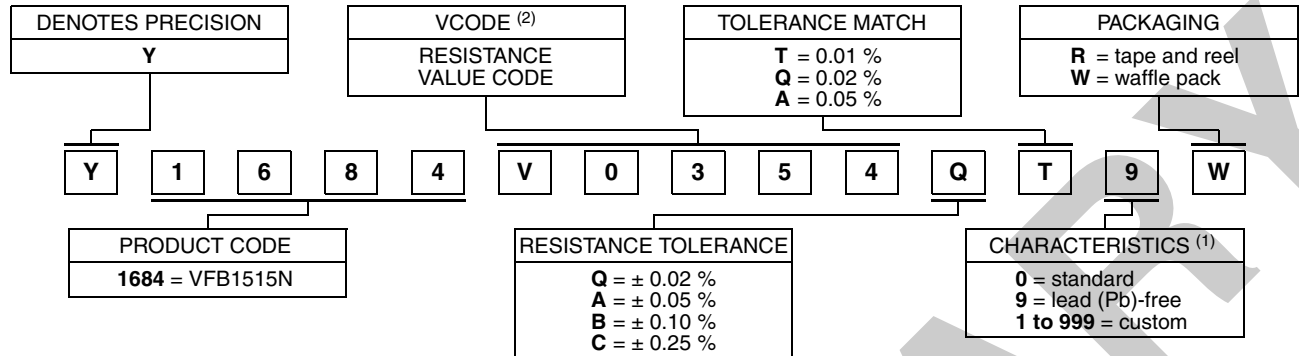 DENOTES PRECISION
Y
VCODE (2)
RESISTANCE
VALUE CODE
TOLERANCE MATCH
T = 0.01 %
Q = 0.02 %
A = 0.05 %
PACKAGING
R = tape and reel
W = waffle pack
Y 1 6 8 4 V 0 3 5 4 Q T 9 W
PRODUCT CODE
1684 = VFB1515N
RESISTANCE TOLERANCE
Q = ± 0.02 %
A = ± 0.05 %
B = ± 0.10 %
C = ± 0.25 %
CHARACTERISTICS (1)
0 = standard
9 = lead (Pb)-free
1 to 999 = custom